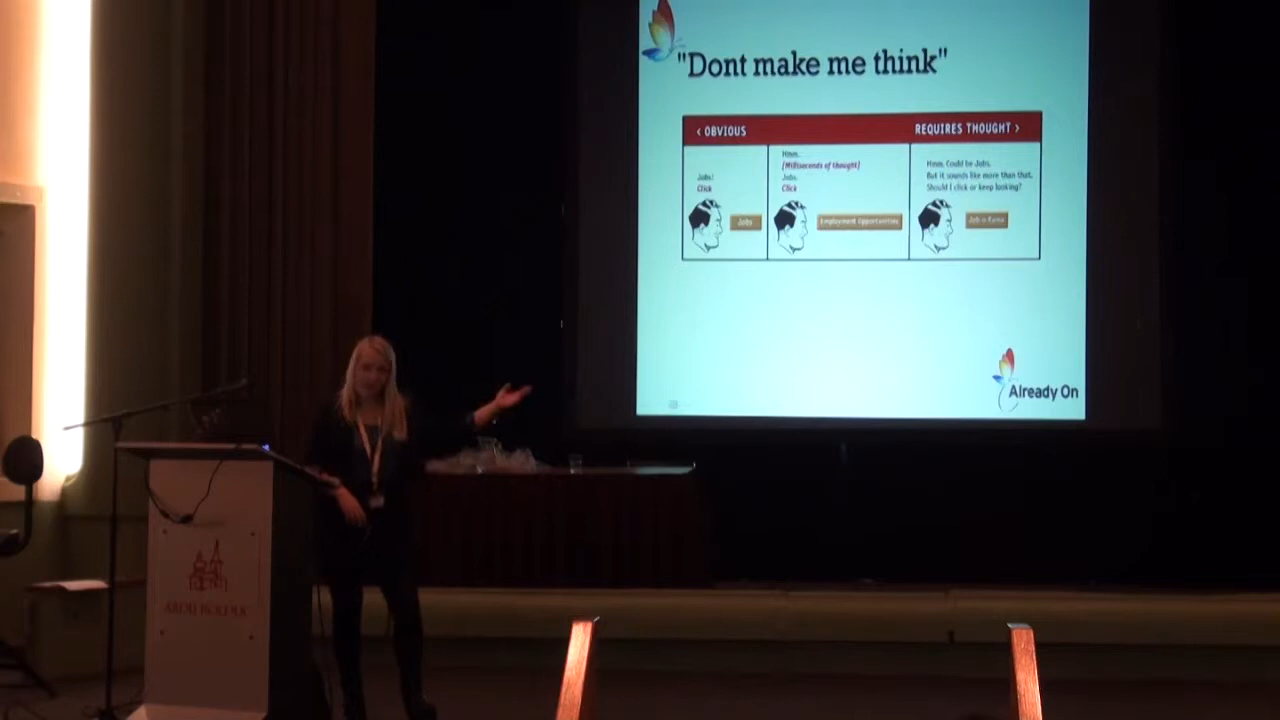 "Dont make me think"
‹ OBVIOUS
REQUIRES THOUGHT ›
Jobs!
Click
Jobs
Hmm.
(Milliseconds of thought)
Jobs.
Click
Employment Opportunities
Hmm. Could be Jobs.
But it sounds like more than that.
Should I click or keep looking?
Already On